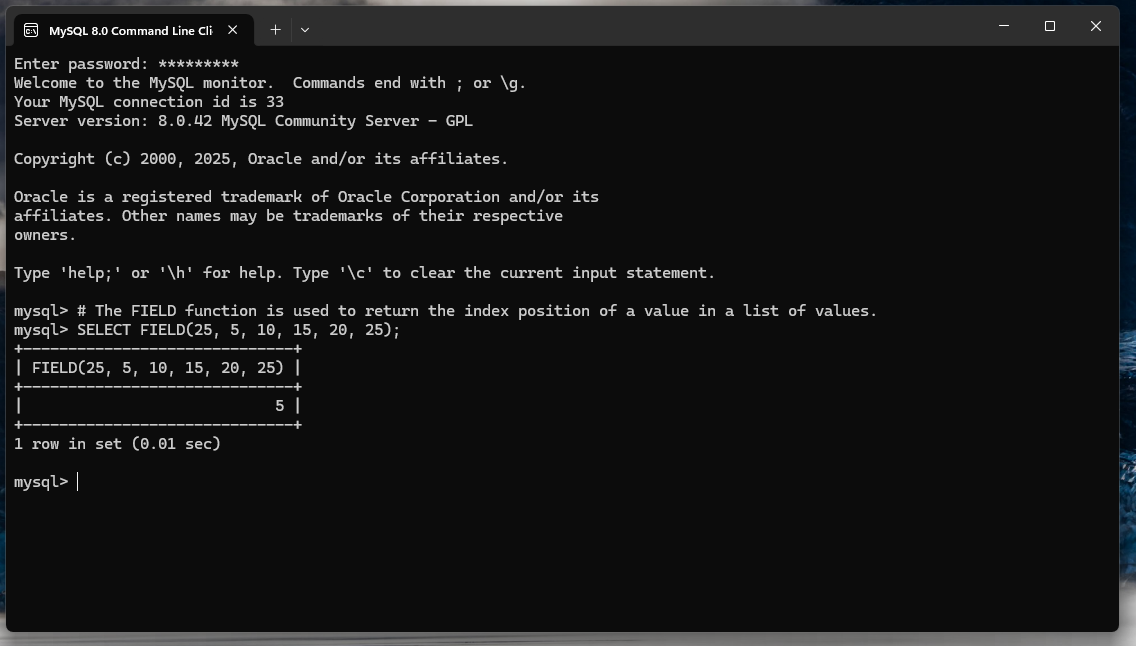 MySQL 8.0 Command Line Cli
Enter password: *********
Welcome to the MySQL monitor.  Commands end with ; or \g.
Your MySQL connection id is 33
Server version: 8.0.42 MySQL Community Server - GPL
Copyright (c) 2000, 2025, Oracle and/or its affiliates.
Oracle is a registered trademark of Oracle Corporation and/or its
affiliates. Other names may be trademarks of their respective
owners.
Type 'help;' or '\h' for help. Type '\c' to clear the current input statement.
mysql> # The FIELD function is used to return the index position of a value in a list of values.
mysql> SELECT FIELD(25, 5, 10, 15, 20, 25);
+------------------------------+
| FIELD(25, 5, 10, 15, 20, 25) |
+------------------------------+
|                            5 |
+------------------------------+
1 row in set (0.01 sec)
mysql>